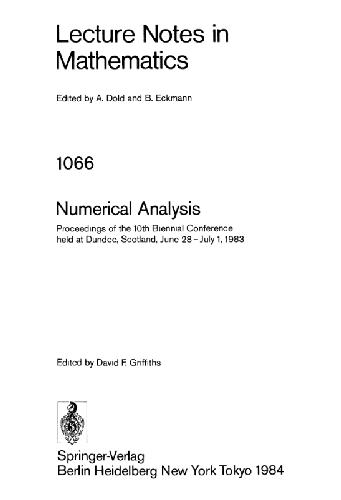 Lecture Notes in
Mathematics
Edited by A. Dold and B. Eckmann
1066
Numerical Analysis
Proceedings of the 10th Biennial Conference
held at Dundee, Scotland, June 28 – July 1, 1983
Edited by David F. Griffiths
Springer-Verlag
Berlin Heidelberg New York Tokyo 1984